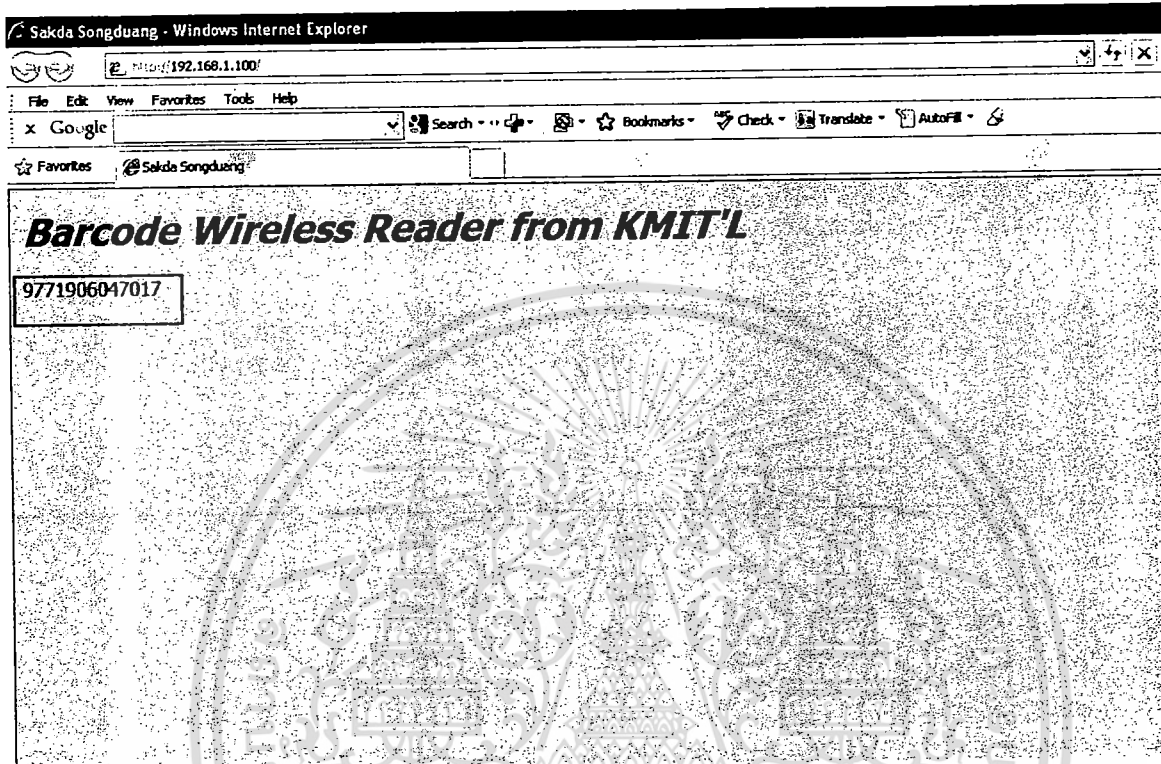 Sakda Songduang - Windows Internet Explorer
http://192.168.1.100/
File Edit View Favorites Tools Help
x Google Search Bookmarks Check Translate AutoFill
Favorites Sakda Songduang
Barcode Wireless Reader from KMIT'L
9771906047017